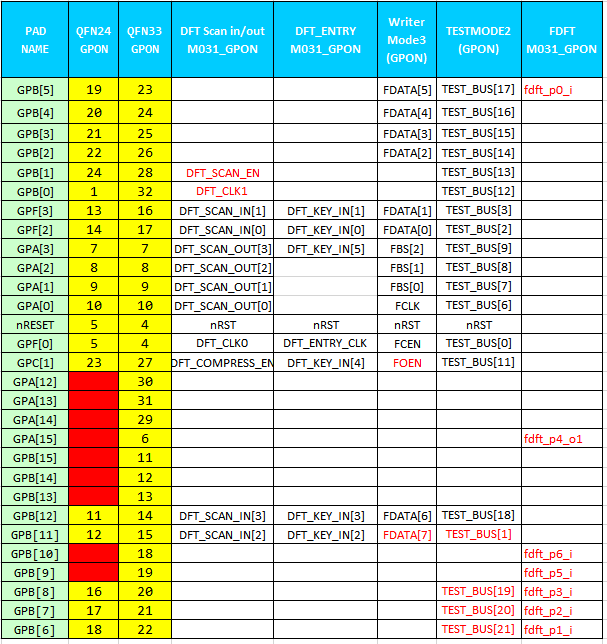 PAD NAME QFN24 GPON QFN33 GPON DFT Scan in/out M031_GPON DFT_ENTRY M031_GPON Writer Mode3 (GPON) TESTMODE2 (GPON) FDFT M031_GPON
GPB[5] 19 23 FDATA[5] TEST_BUS[17] fdft_p0_i
GPB[4] 20 24 FDATA[4] TEST_BUS[16]
GPB[3] 21 25 FDATA[3] TEST_BUS[15]
GPB[2] 22 26 FDATA[2] TEST_BUS[14]
GPB[1] 24 28 DFT_SCAN_EN TEST_BUS[13]
GPB[0] 1 32 DFT_CLK1 TEST_BUS[12]
GPF[3] 13 16 DFT_SCAN_IN[1] DFT_KEY_IN[1] FDATA[1] TEST_BUS[3]
GPF[2] 14 17 DFT_SCAN_IN[0] DFT_KEY_IN[0] FDATA[0] TEST_BUS[2]
GPA[3] 7 7 DFT_SCAN_OUT[3] DFT_KEY_IN[5] FBS[2] TEST_BUS[9]
GPA[2] 8 8 DFT_SCAN_OUT[2] FBS[1] TEST_BUS[8]
GPA[1] 9 9 DFT_SCAN_OUT[1] FBS[0] TEST_BUS[7]
GPA[0] 10 10 DFT_SCAN_OUT[0] FCLK TEST_BUS[6]
nRESET 5 4 nRST nRST nRST nRST
GPF[0] 5 4 DFT_CLK0 DFT_ENTRY_CLK FCEN TEST_BUS[0]
GPC[1] 23 27 DFT_COMPRESS_EN DFT_KEY_IN[4] FOEN TEST_BUS[11]
GPA[12] 30
GPA[13] 31
GPA[14] 29
GPA[15] 6 fdft_p4_o1
GPB[15] 11
GPB[14] 12
GPB[13] 13
GPB[12] 11 14 DFT_SCAN_IN[3] DFT_KEY_IN[3] FDATA[6] TEST_BUS[18]
GPB[11] 12 15 DFT_SCAN_IN[2] DFT_KEY_IN[2] FDATA[7] TEST_BUS[1]
GPB[10] 18 fdft_p6_i
GPB[9] 19 fdft_p5_i
GPB[8] 16 20 TEST_BUS[19] fdft_p3_i
GPB[7] 17 21 TEST_BUS[20] fdft_p2_i
GPB[6] 18 22 TEST_BUS[21] fdft_p1_i